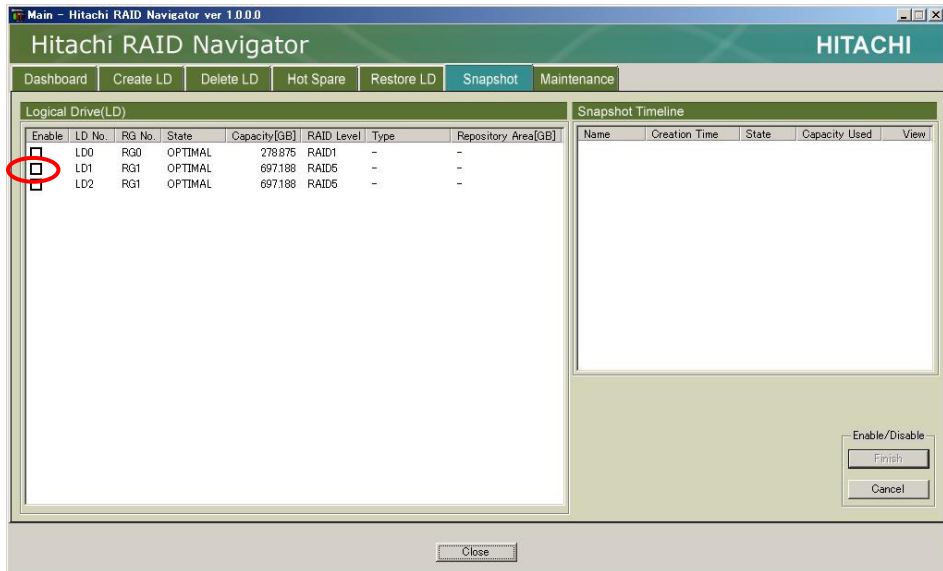 Main - Hitachi RAID Navigator ver 1.0.0.0
Hitachi RAID Navigator HITACHI
Dashboard Create LD Delete LD Hot Spare Restore LD Snapshot Maintenance
Logical Drive(LD) Snapshot Timeline
Enable LD No. RG No. State Capacity[GB] RAID Level Type Repository Area[GB] Name Creation Time State Capacity Used View
LD0 RG0 OPTIMAL 278.875 RAID1 - -
LD1 RG1 OPTIMAL 697.188 RAID5 - -
LD2 RG1 OPTIMAL 697.188 RAID5 - -
Enable/Disable
Finish
Cancel
Close